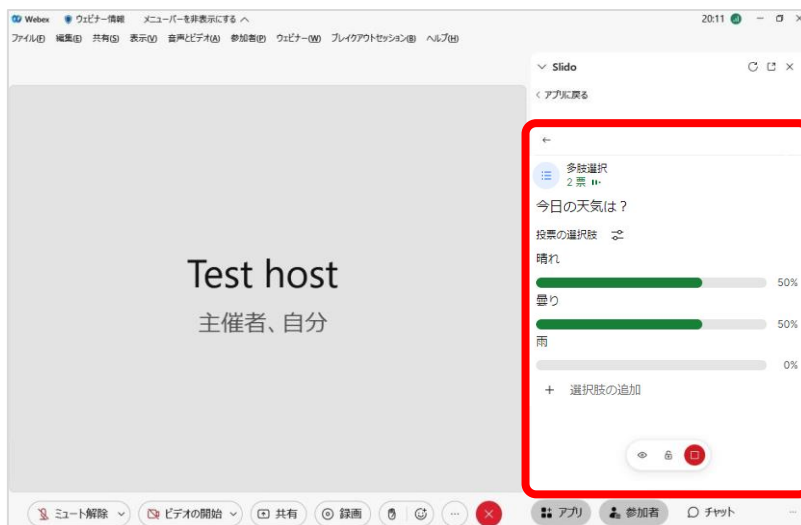 Webex ウェビナー情報 メニューバーを非表示にする 20:11
ファイル(F) 編集(E) 共有(S) 表示(V) 音声とビデオ(A) 参加者(P) ウェビナー(W) ブレイクアウトセッション(B) ヘルプ(H)
Slido
アプリに戻る
多肢選択
2 票
今日の天気は？
投票の選択肢
晴れ
50%
曇り
50%
雨
0%
+ 選択肢の追加
Test host
主催者、自分
ミュート解除 ビデオの開始 共有 録画 アプリ 参加者 チャット